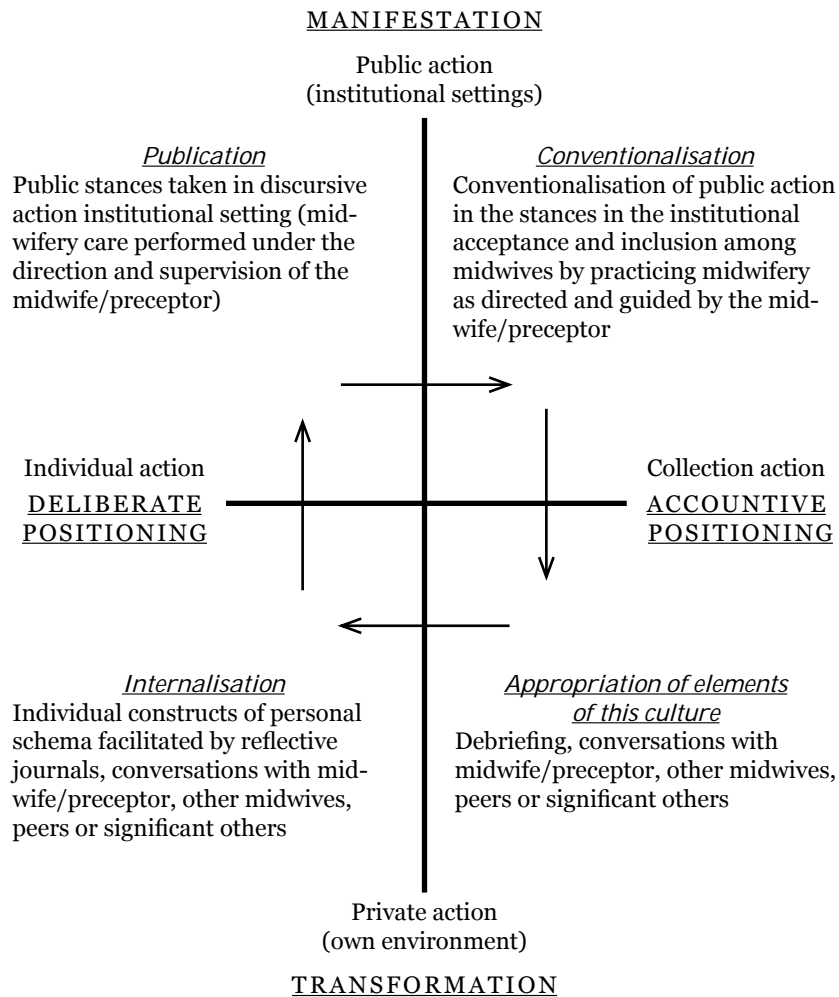 MANIFESTATION
Public action
(institutional settings)
Publication
Public stances taken in discursive
action institutional setting (mid-
wifery care performed under the
direction and supervision of the
midwife/preceptor)
Conventionalisation
Conventionalisation of public action
in the stances in the institutional
acceptance and inclusion among
midwives by practicing midwifery
as directed and guided by the mid-
wife/preceptor
Individual action
DELIBERATE
POSITIONING
Collection action
ACCOUNTIVE
POSITIONING
Internalisation
Individual constructs of personal
schema facilitated by reflective
journals, conversations with mid-
wife/preceptor, other midwives,
peers or significant others
Appropriation of elements
of this culture
Debriefing, conversations with
midwife/preceptor, other midwives,
peers or significant others
Private action
(own environment)
TRANSFORMATION